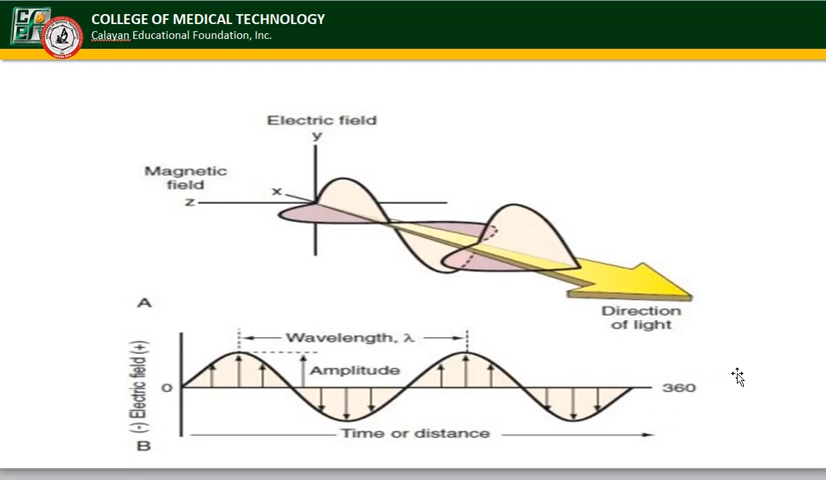 COLLEGE OF MEDICAL TECHNOLOGY
Calayan Educational Foundation, Inc.
Electric field
y
Magnetic
field
x
z
A
Direction
of light
Wavelength, λ
Amplitude
(-) Electric field (+)
0
360
Time or distance
B